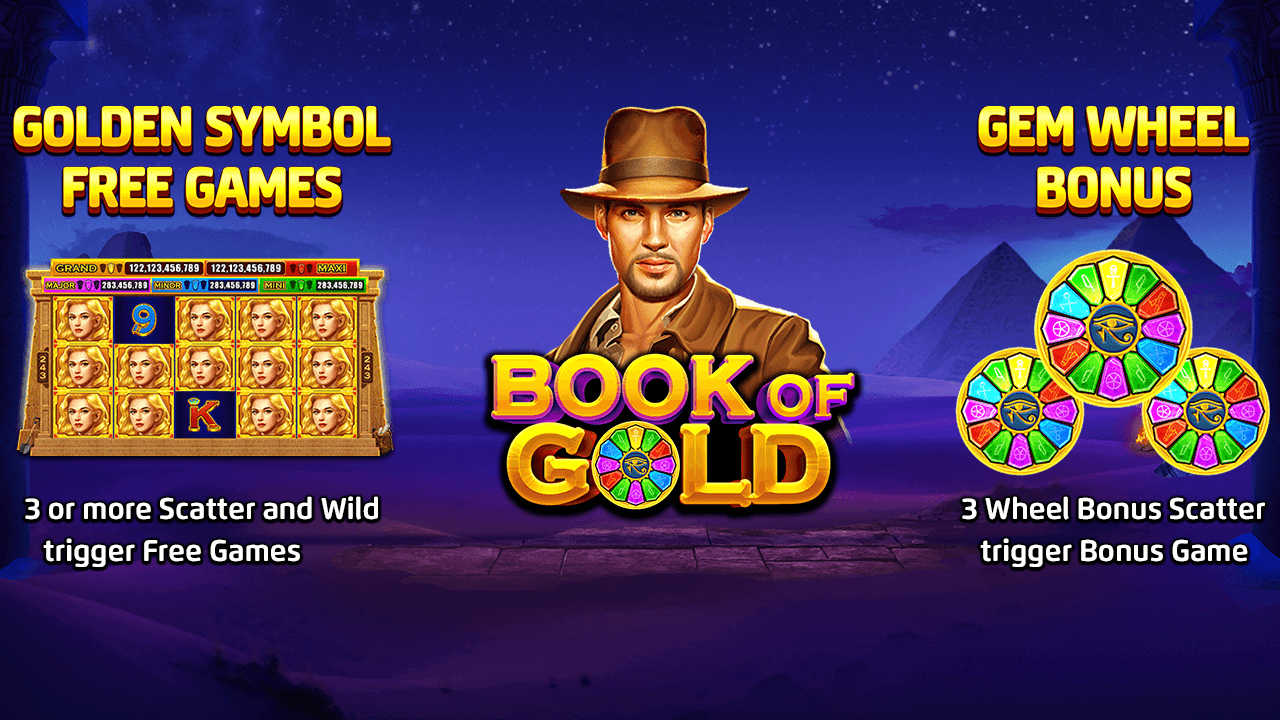 GOLDEN SYMBOL
FREE GAMES
GRAND 122,123,456,789 122,123,456,789 MAXI
MAJOR 283,456,789 MINOR 283,456,789 MINI 283,456,789
9
243 243
K
3 or more Scatter and Wild
trigger Free Games
BOOK OF
GOLD
GEM WHEEL
BONUS
3 Wheel Bonus Scatter
trigger Bonus Game